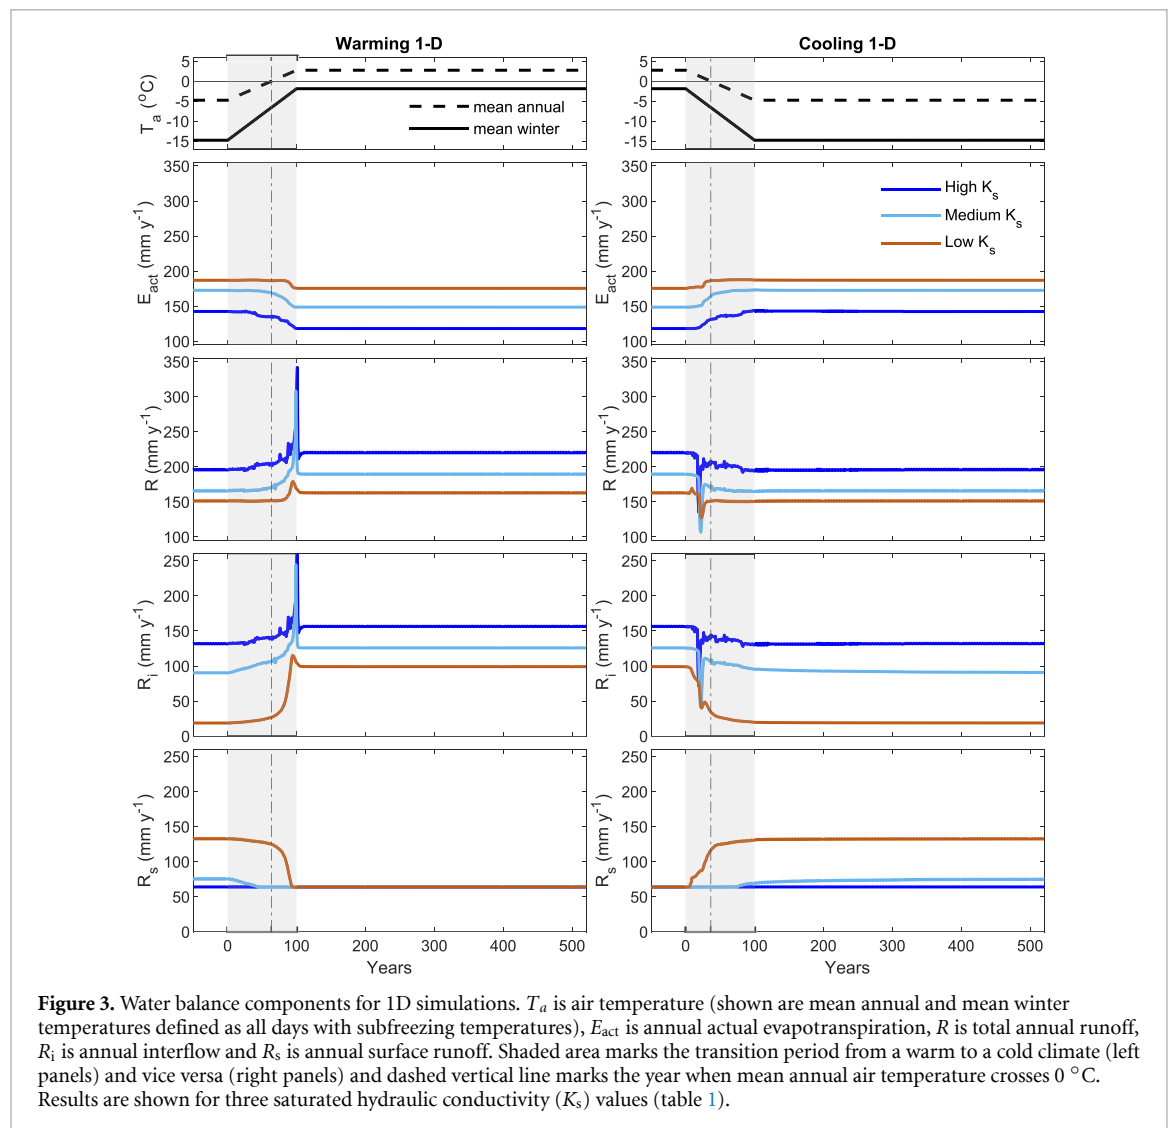 Warming 1-D
Cooling 1-D
T_a (°C)
5
0
-5
-10
-15
mean annual
mean winter
T_a (°C)
5
0
-5
-10
-15
E_act (mm y⁻¹)
350
300
250
200
150
100
E_act (mm y⁻¹)
350
300
250
200
150
100
High K_s
Medium K_s
Low K_s
R (mm y⁻¹)
350
300
250
200
150
100
R (mm y⁻¹)
350
300
250
200
150
100
R_i (mm y⁻¹)
250
200
150
100
50
0
R_i (mm y⁻¹)
250
200
150
100
50
0
R_s (mm y⁻¹)
250
200
150
100
50
0
0 100 200 300 400 500
Years
R_s (mm y⁻¹)
250
200
150
100
50
0
0 100 200 300 400 500
Years
Figure 3. Water balance components for 1D simulations. T_a is air temperature (shown are mean annual and mean winter
temperatures defined as all days with subfreezing temperatures), E_act is annual actual evapotranspiration, R is total annual runoff,
R_i is annual interflow and R_s is annual surface runoff. Shaded area marks the transition period from a warm to a cold climate (left
panels) and vice versa (right panels) and dashed vertical line marks the year when mean annual air temperature crosses 0 °C.
Results are shown for three saturated hydraulic conductivity (K_s) values (table 1).